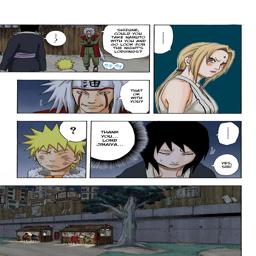 SHIZUNE,
COULD YOU
TAKE NARUTO
WITH YOU AND
GO LOOK FOR
THE NIGHT'S
LODGINGS?
THAT
OK WITH
YOU?
?
THANK
YOU...
LORD
JIRAIYA...
YES,
SIR!